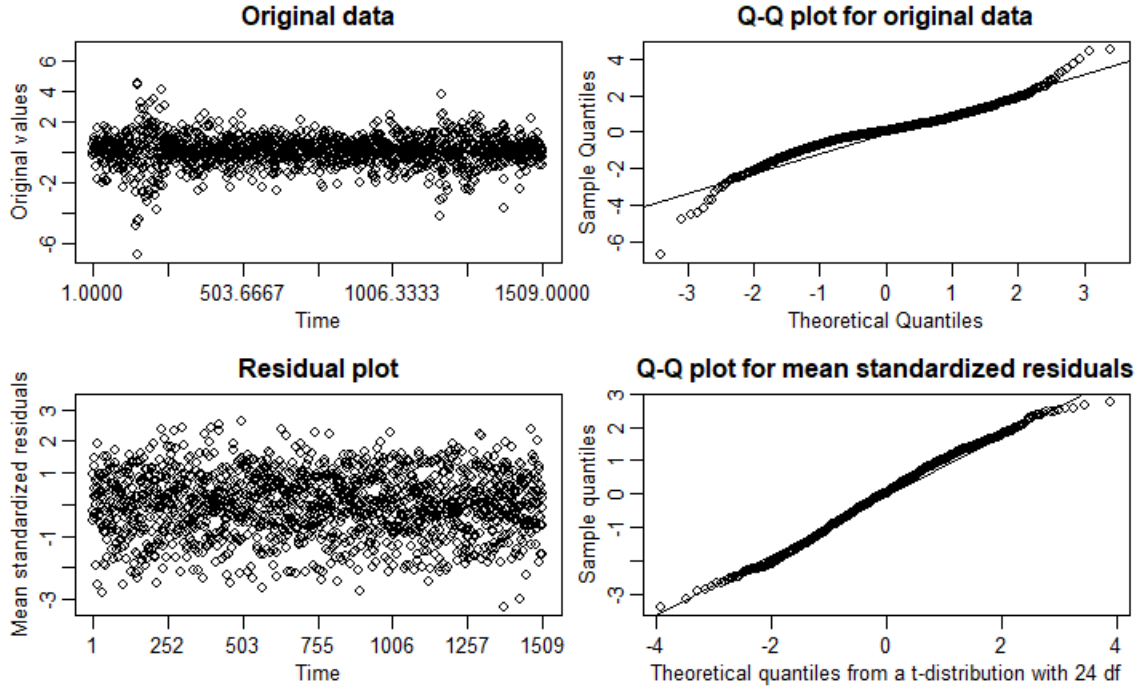 Original data
Original values
6
4
2
-2
-6
1.0000 503.6667 1006.3333 1509.0000
Time
Q-Q plot for original data
Sample Quantiles
4
2
0
-2
-4
-6
-3 -2 -1 0 1 2 3
Theoretical Quantiles
Residual plot
Mean standardized residuals
3
2
1
-1
-3
1 252 503 755 1006 1257 1509
Time
Q-Q plot for mean standardized residuals
Sample quantiles
3
2
1
0
-1
-3
-4 -2 0 2 4
Theoretical quantiles from a t-distribution with 24 df